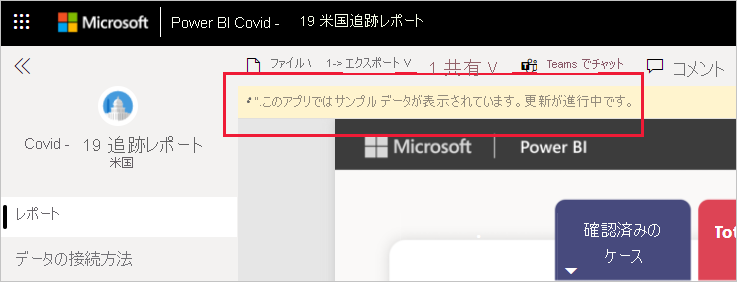 Microsoft Power BI Covid - 19 米国追跡レポート
ファイル \ 1-> エクスポート V 1 共有 V Teams でチャット コメント
".このアプリではサンプル データが表示されています。更新が進行中です。
Covid - 19 追跡レポート
米国
レポート
データの接続方法
Microsoft Power BI
確認済みの
ケース
Tot